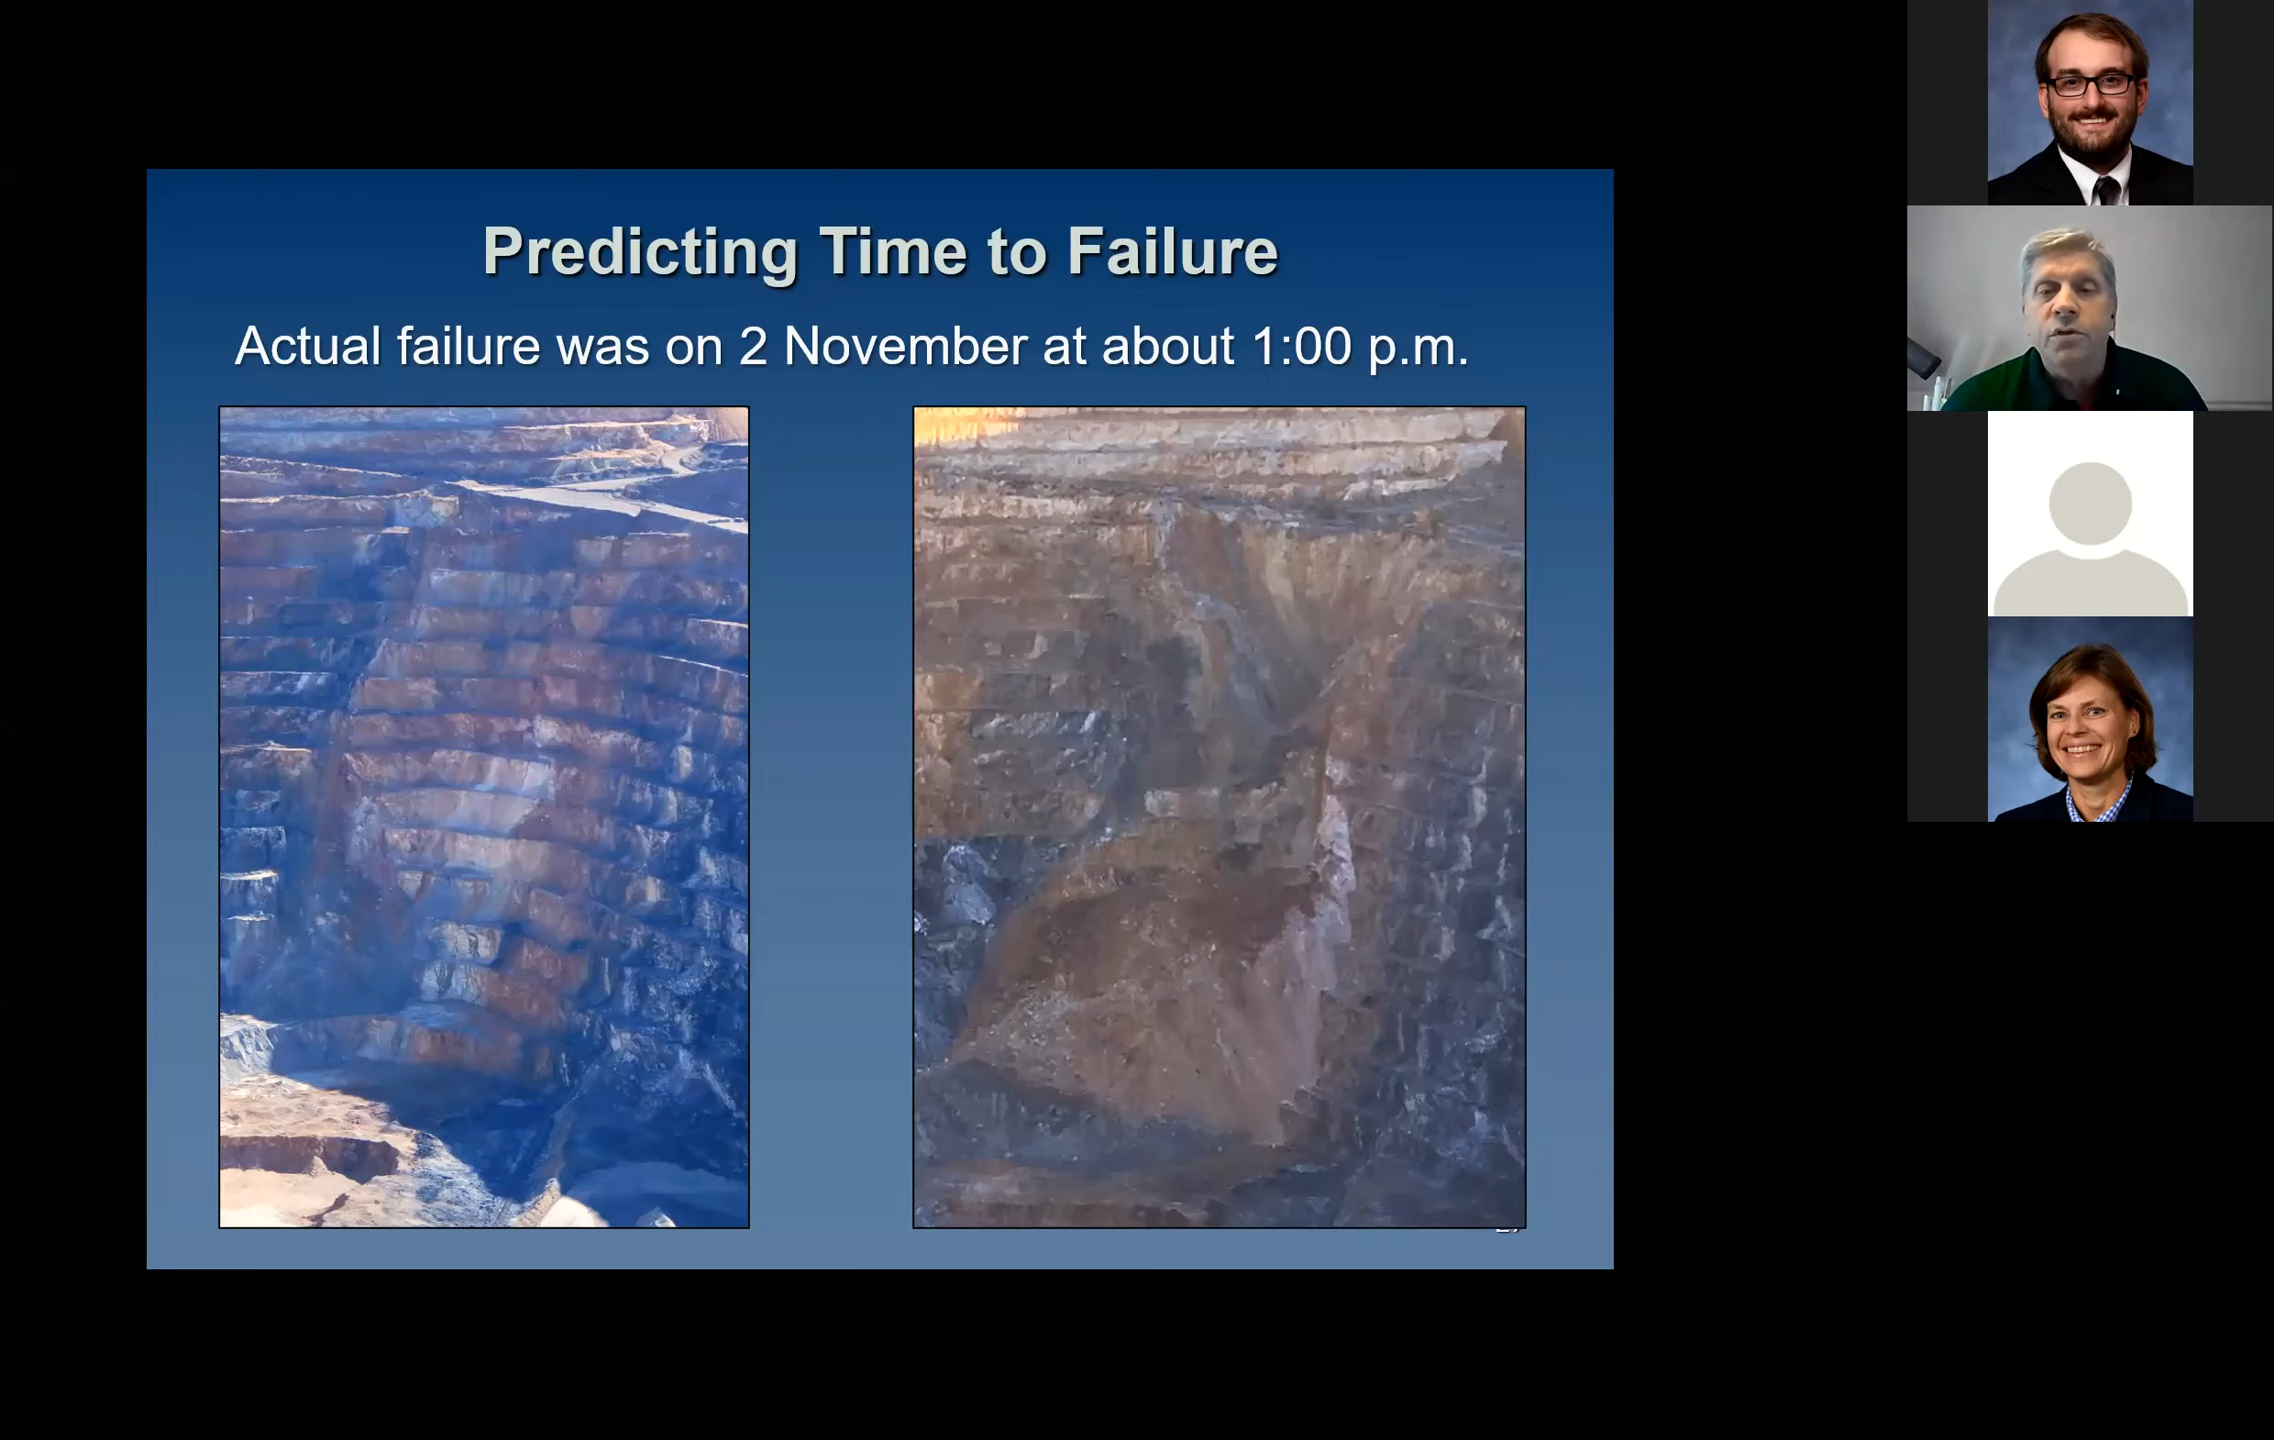 Predicting Time to Failure
Actual failure was on 2 November at about 1:00 p.m.